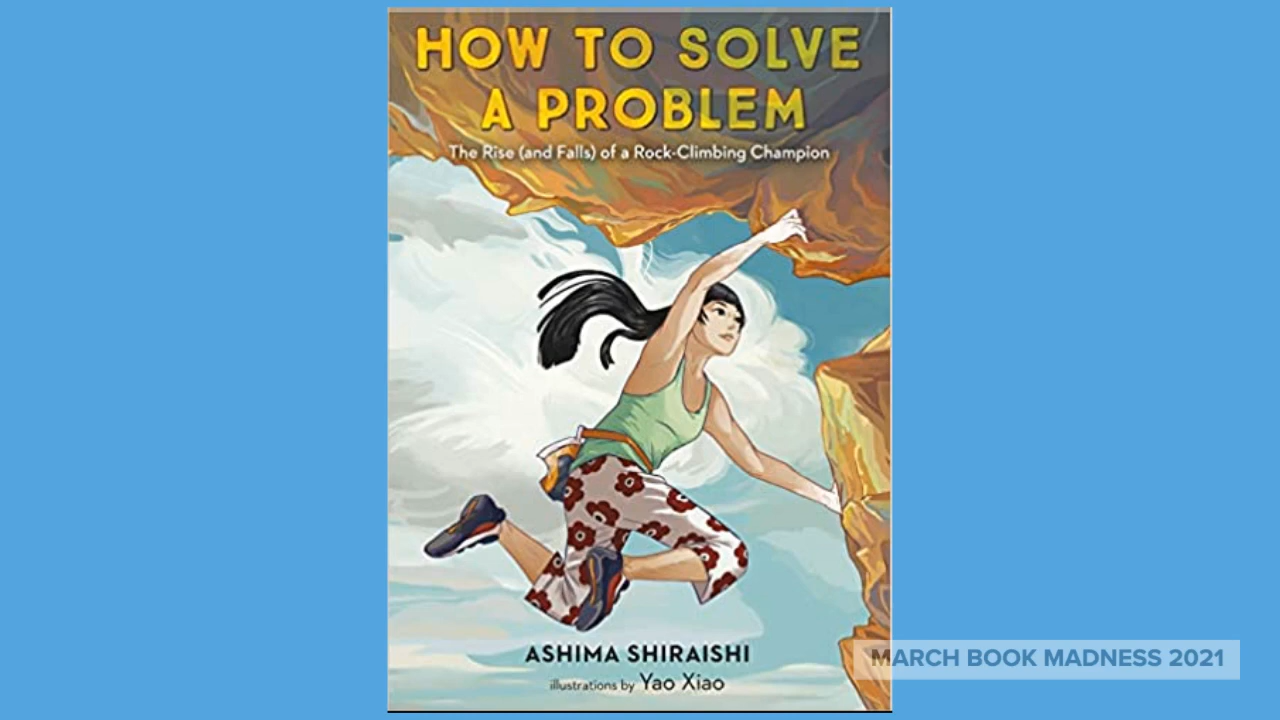 HOW TO SOLVE
A PROBLEM
The Rise (and Falls) of a Rock-Climbing Champion
ASHIMA SHIRAISHI
illustrations by Yao Xiao
MARCH BOOK MADNESS 2021